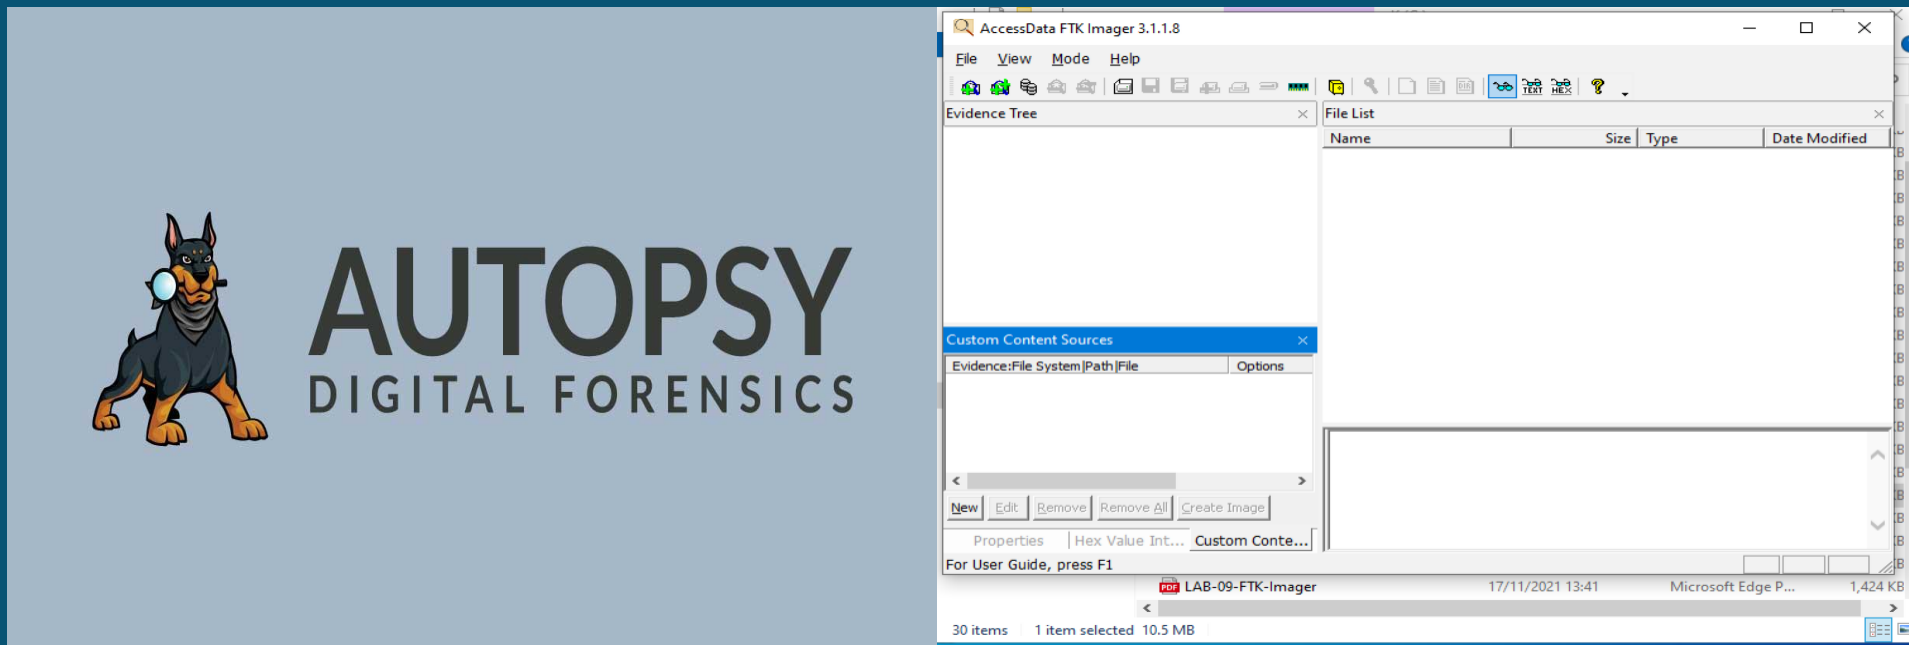 AUTOPSY
DIGITAL FORENSICS
AccessData FTK Imager 3.1.1.8
File View Mode Help
TEXT HEX
Evidence Tree
File List
Name Size Type Date Modified
Custom Content Sources
Evidence:File System|Path|File Options
New Edit Remove Remove All Create Image
Properties Hex Value Int... Custom Conte...
For User Guide, press F1
PDF LAB-09-FTK-Imager 17/11/2021 13:41 Microsoft Edge P... 1,424 KB
30 items 1 item selected 10.5 MB